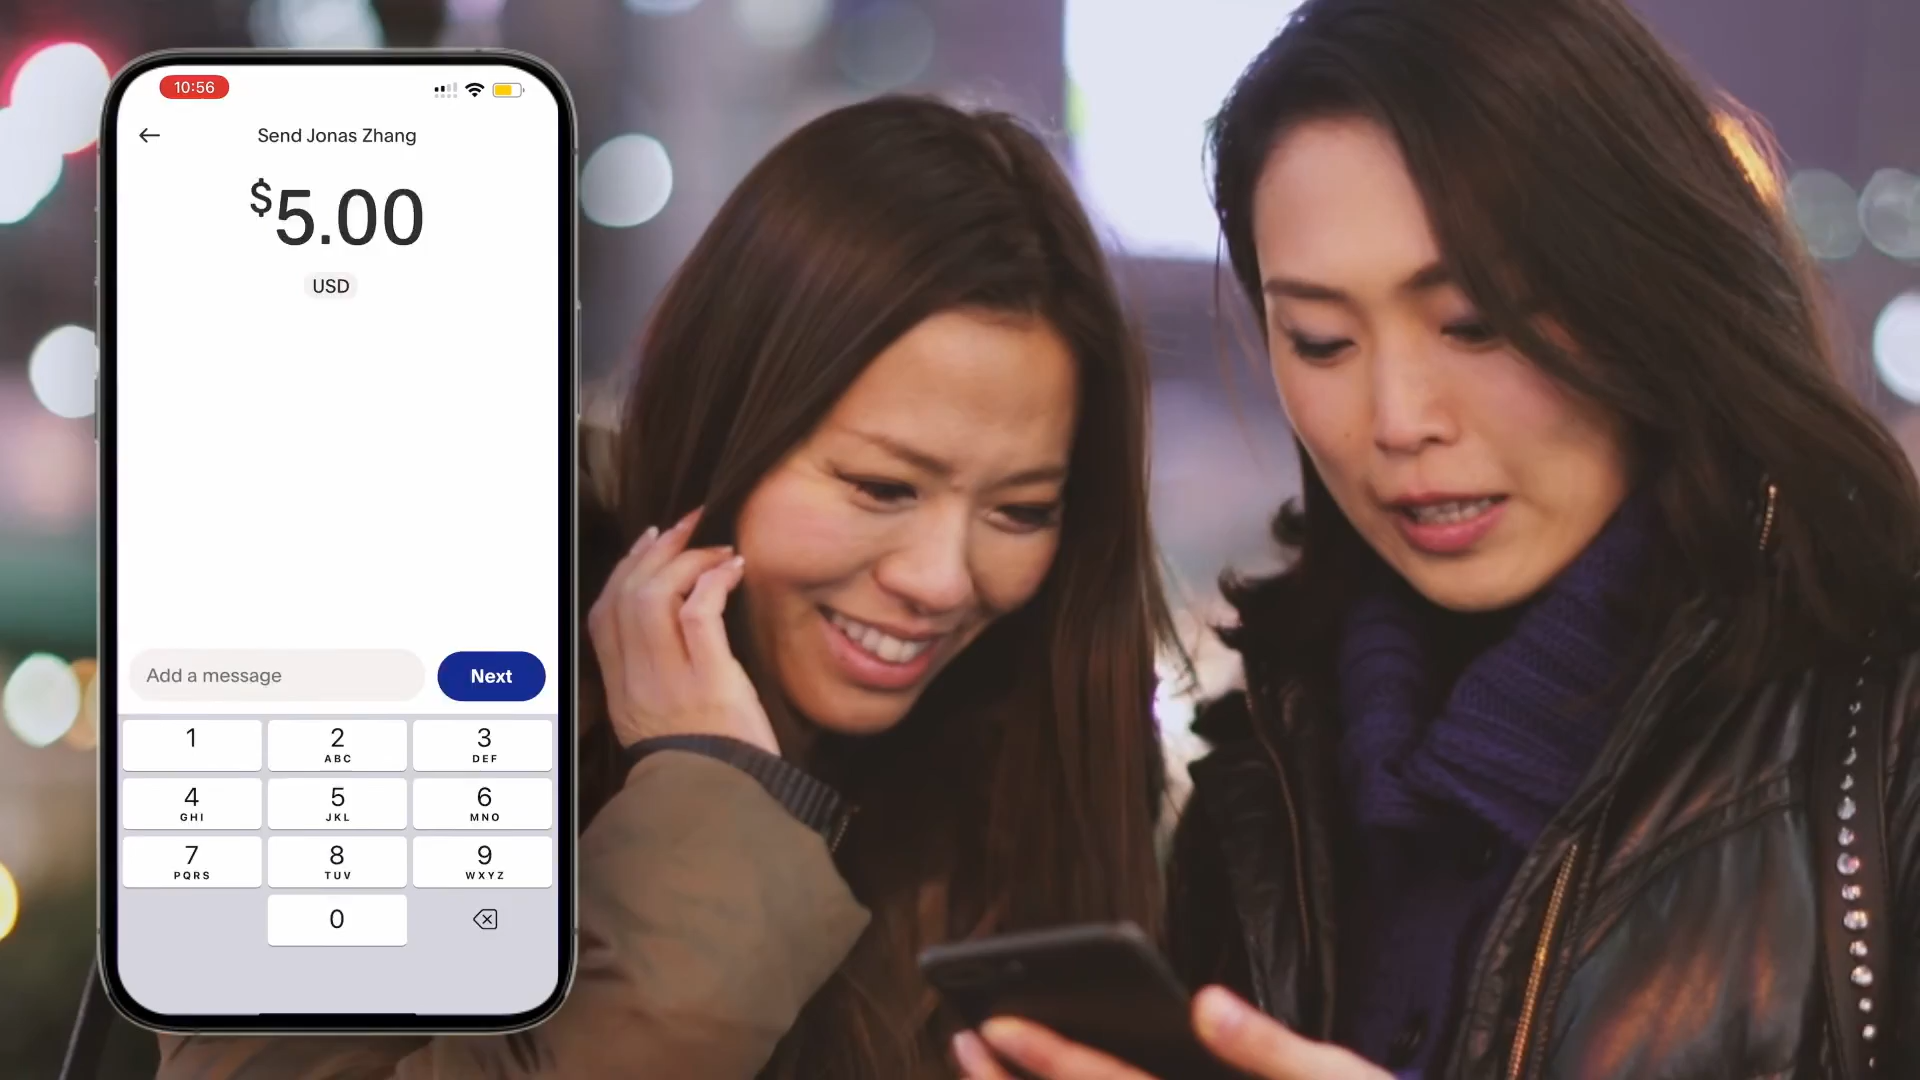 10:56
Send Jonas Zhang
$5.00
USD
Add a message
Next
1
2
ABC
3
DEF
4
GHI
5
JKL
6
MNO
7
PQRS
8
TUV
9
WXYZ
0